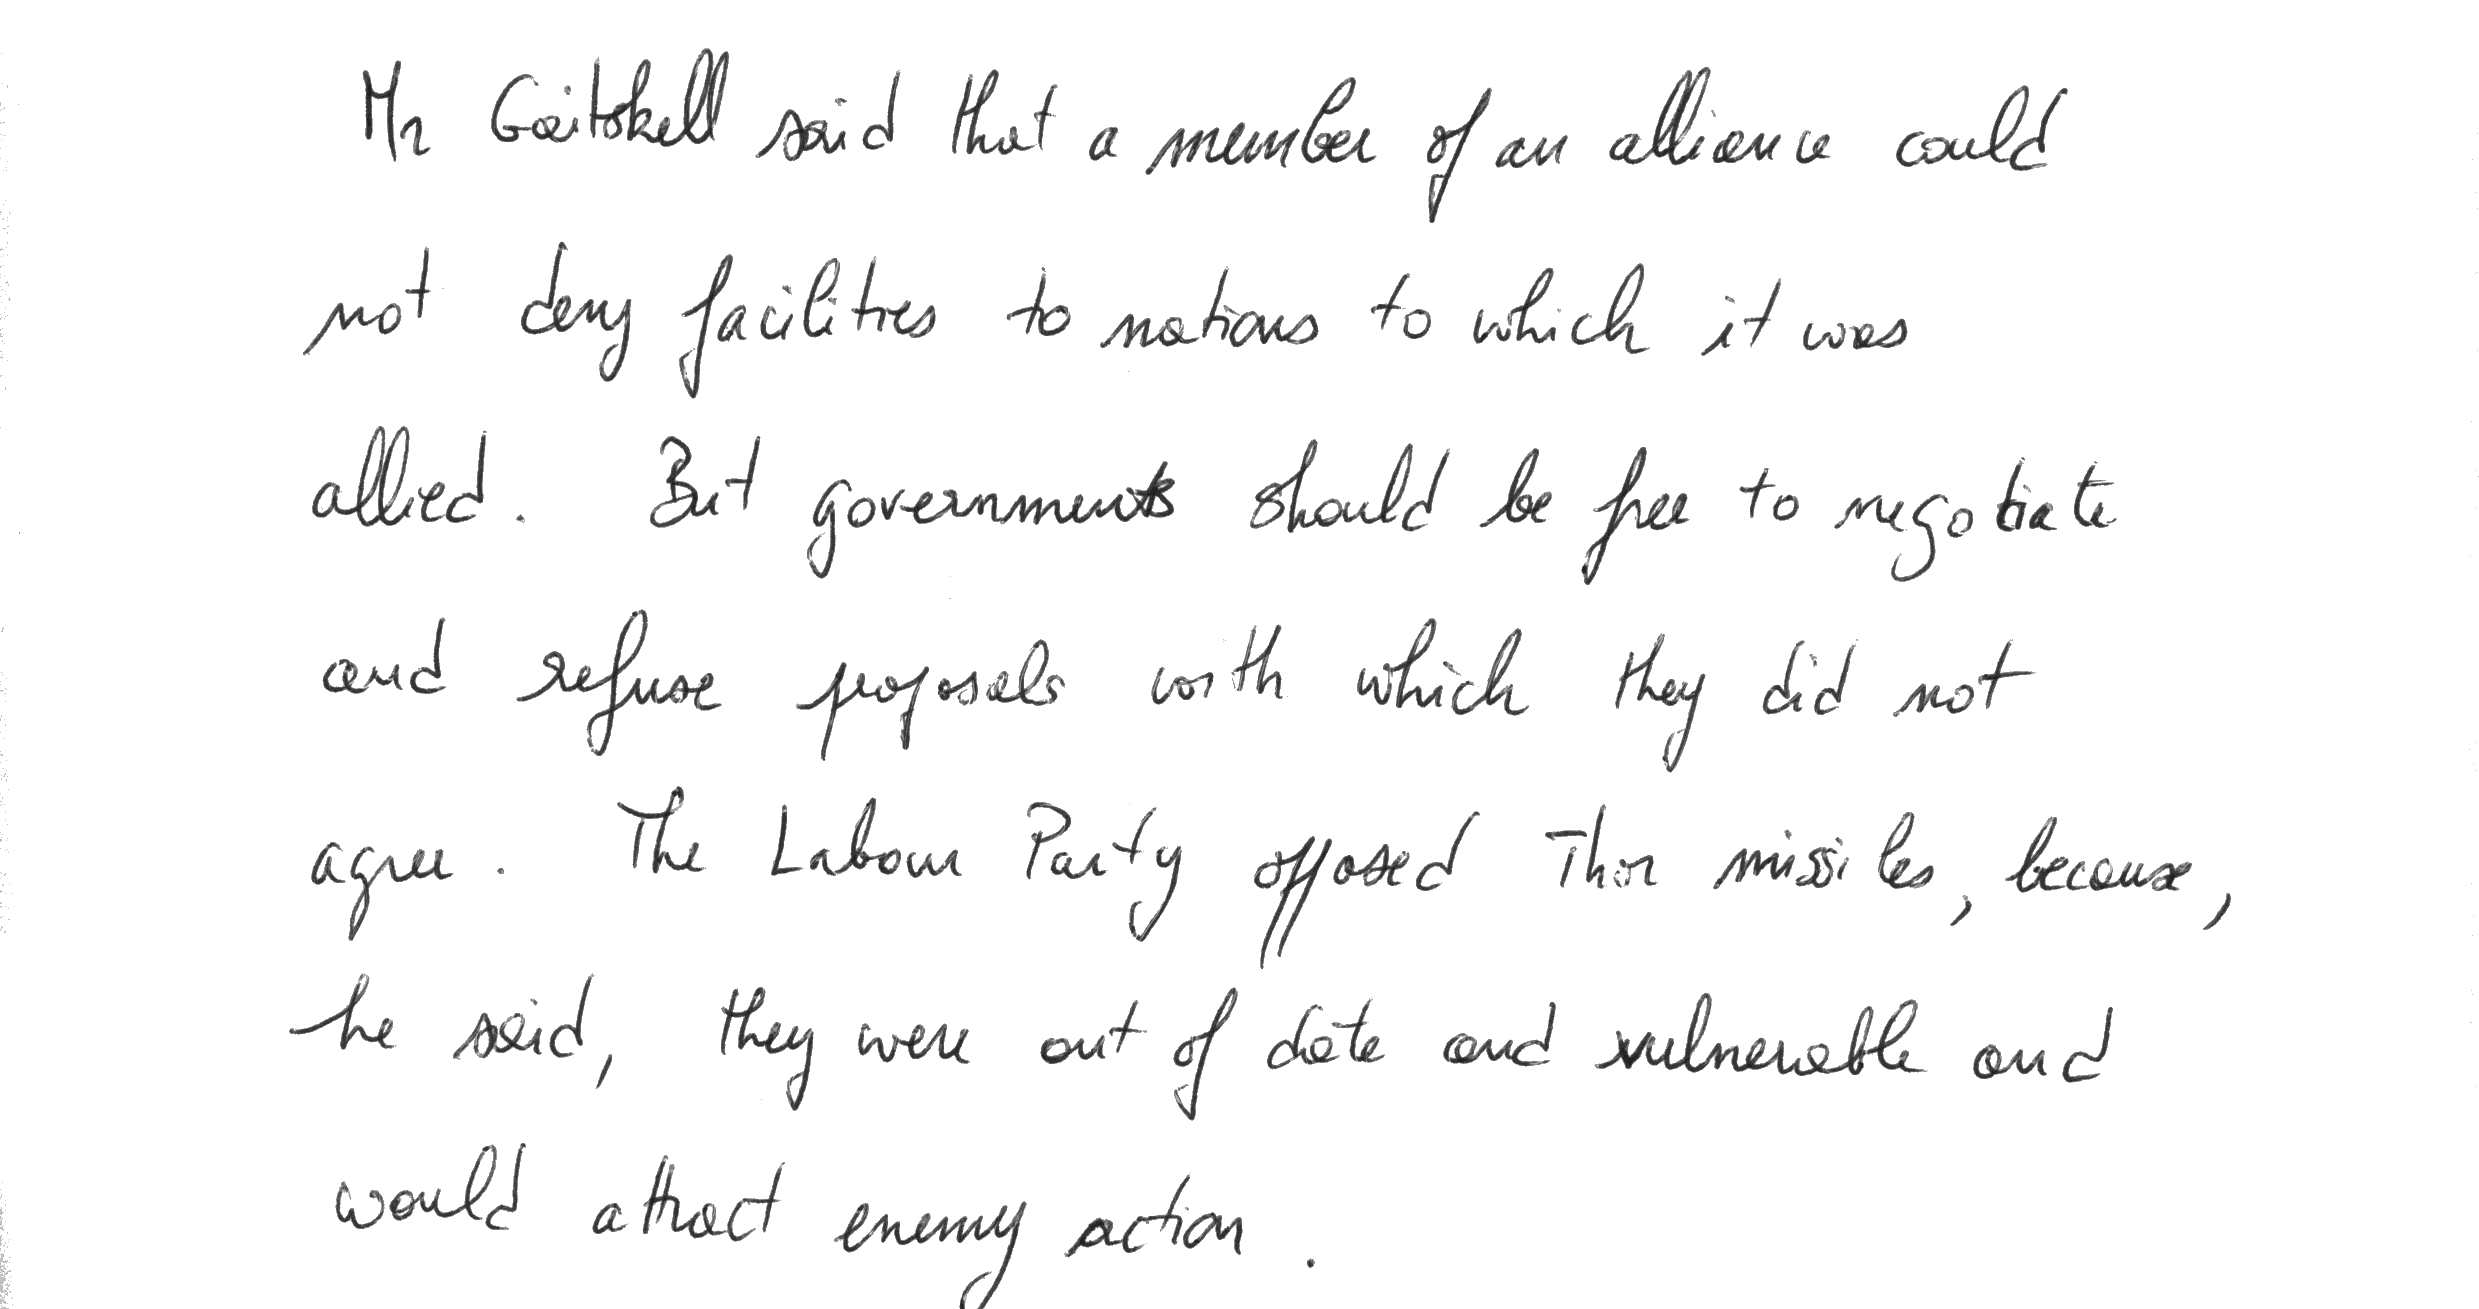 Mr Gaitskell said that a member of an alliance could
not deny facilities to nations to which it was
allied. But governments should be free to negotiate
and refuse proposals with which they did not
agree. The Labour Party opposed Thor missiles, because,
he said, they were out of date and vulnerable and
would attract enemy action.